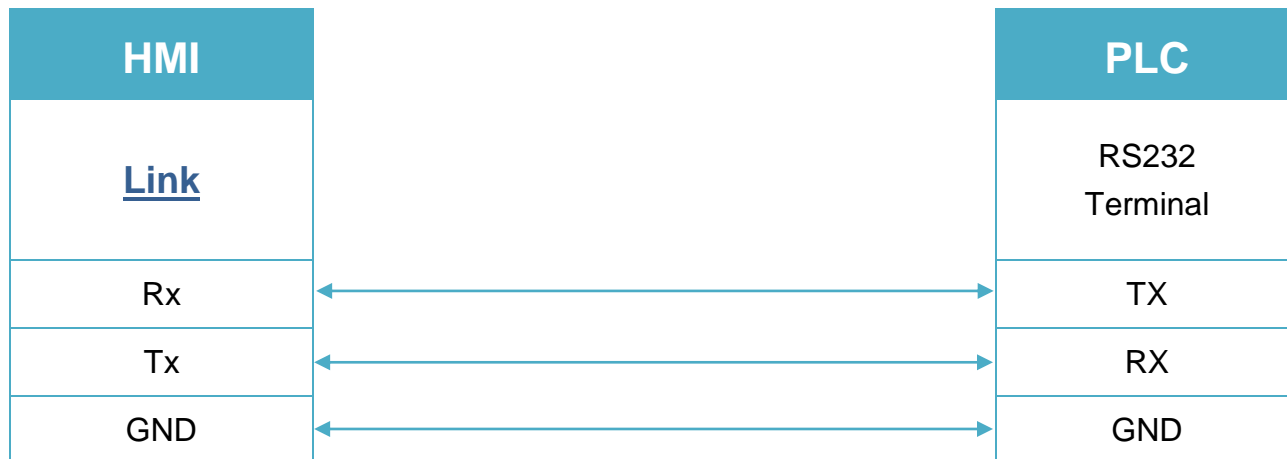 HMI
PLC
Link
RS232
Terminal
Rx
TX
Tx
RX
GND
GND